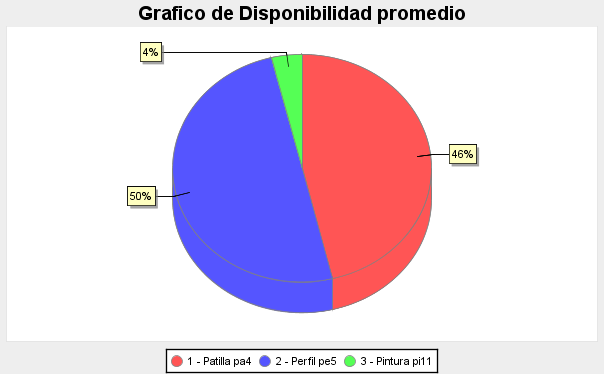 Grafico de Disponibilidad promedio
4%
46%
50%
1 - Patilla pa4 2 - Perfil pe5 3 - Pintura pi11